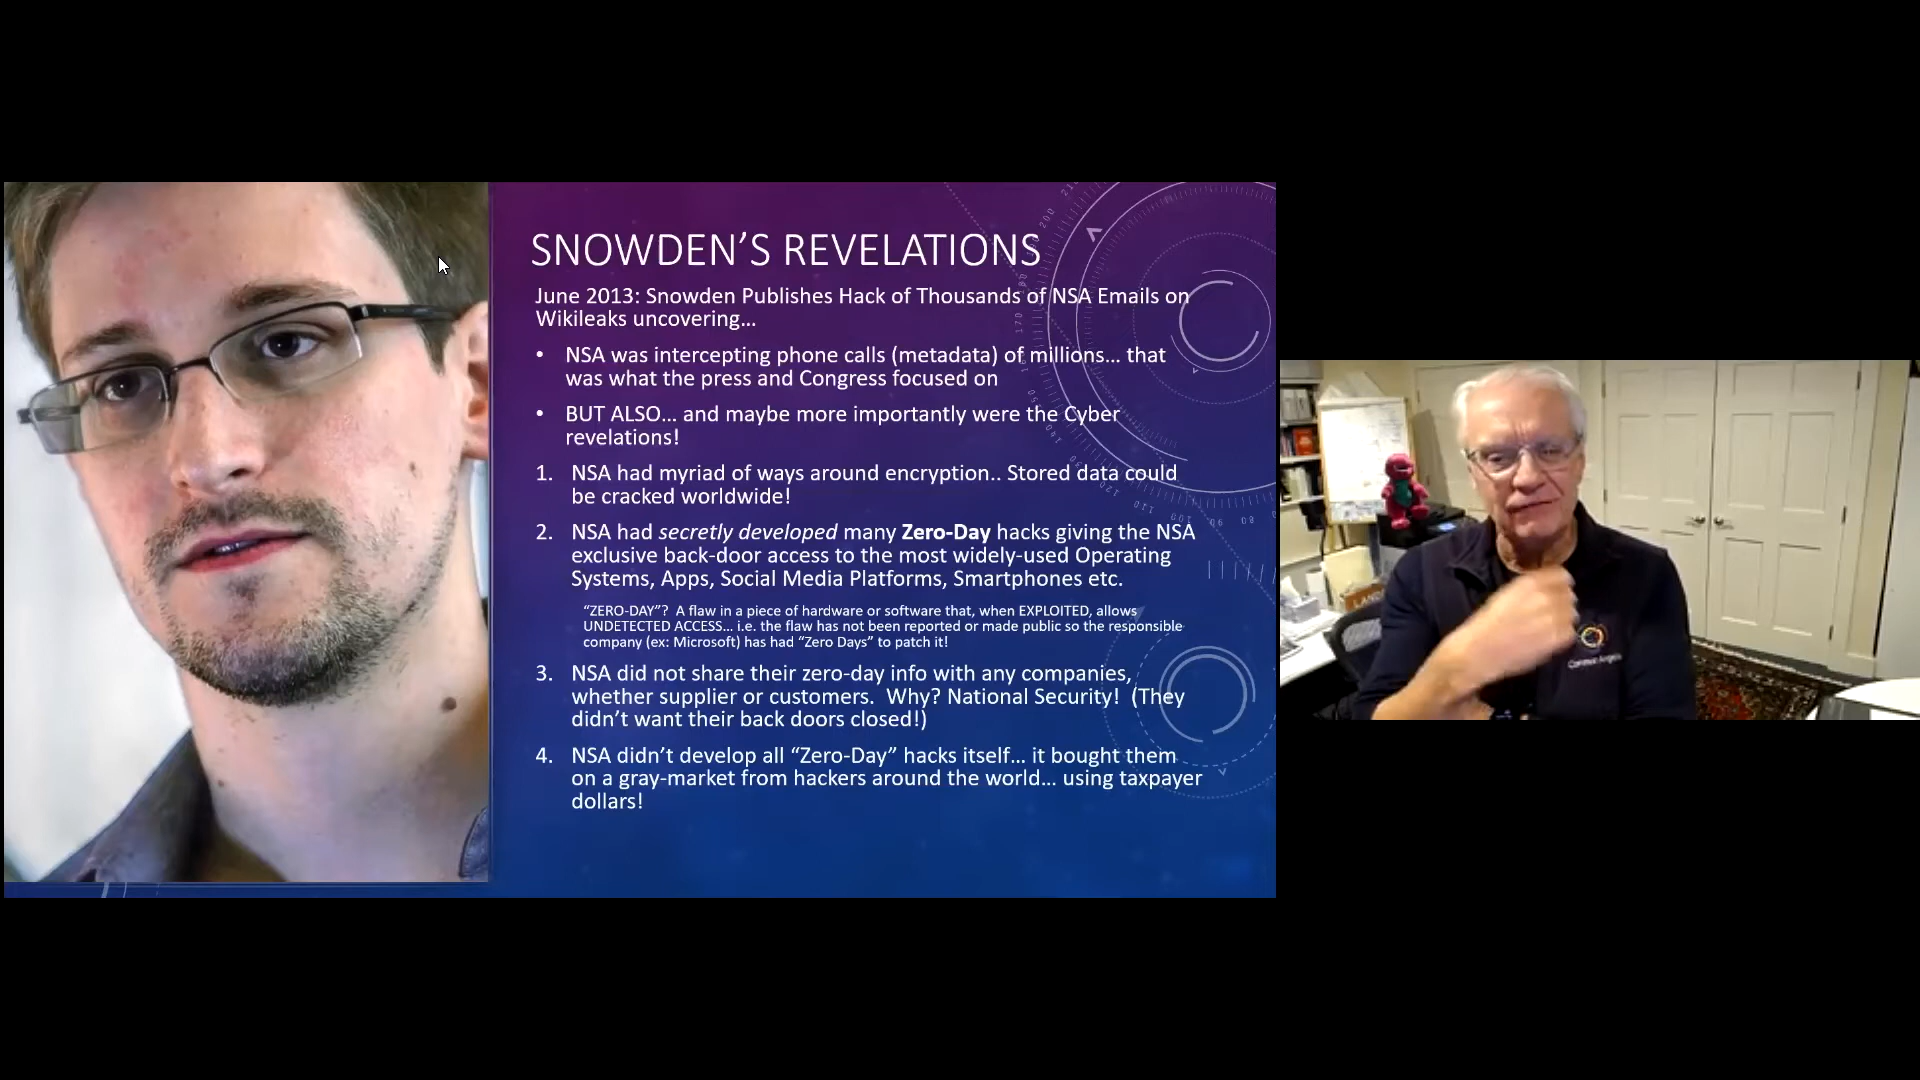 SNOWDEN’S REVELATIONS
June 2013: Snowden Publishes Hack of Thousands of NSA Emails on
Wikileaks uncovering…
• NSA was intercepting phone calls (metadata) of millions… that
was what the press and Congress focused on
• BUT ALSO… and maybe more importantly were the Cyber
revelations!
1. NSA had myriad of ways around encryption.. Stored data could
be cracked worldwide!
2. NSA had secretly developed many Zero-Day hacks giving the NSA
exclusive back-door access to the most widely-used Operating
Systems, Apps, Social Media Platforms, Smartphones etc.
“ZERO-DAY”? A flaw in a piece of hardware or software that, when EXPLOITED, allows
UNDETECTED ACCESS… i.e. the flaw has not been reported or made public so the responsible
company (ex: Microsoft) has had “Zero Days” to patch it!
3. NSA did not share their zero-day info with any companies,
whether supplier or customers. Why? National Security! (They
didn’t want their back doors closed!)
4. NSA didn’t develop all “Zero-Day” hacks itself… it bought them
on a gray-market from hackers around the world… using taxpayer
dollars!